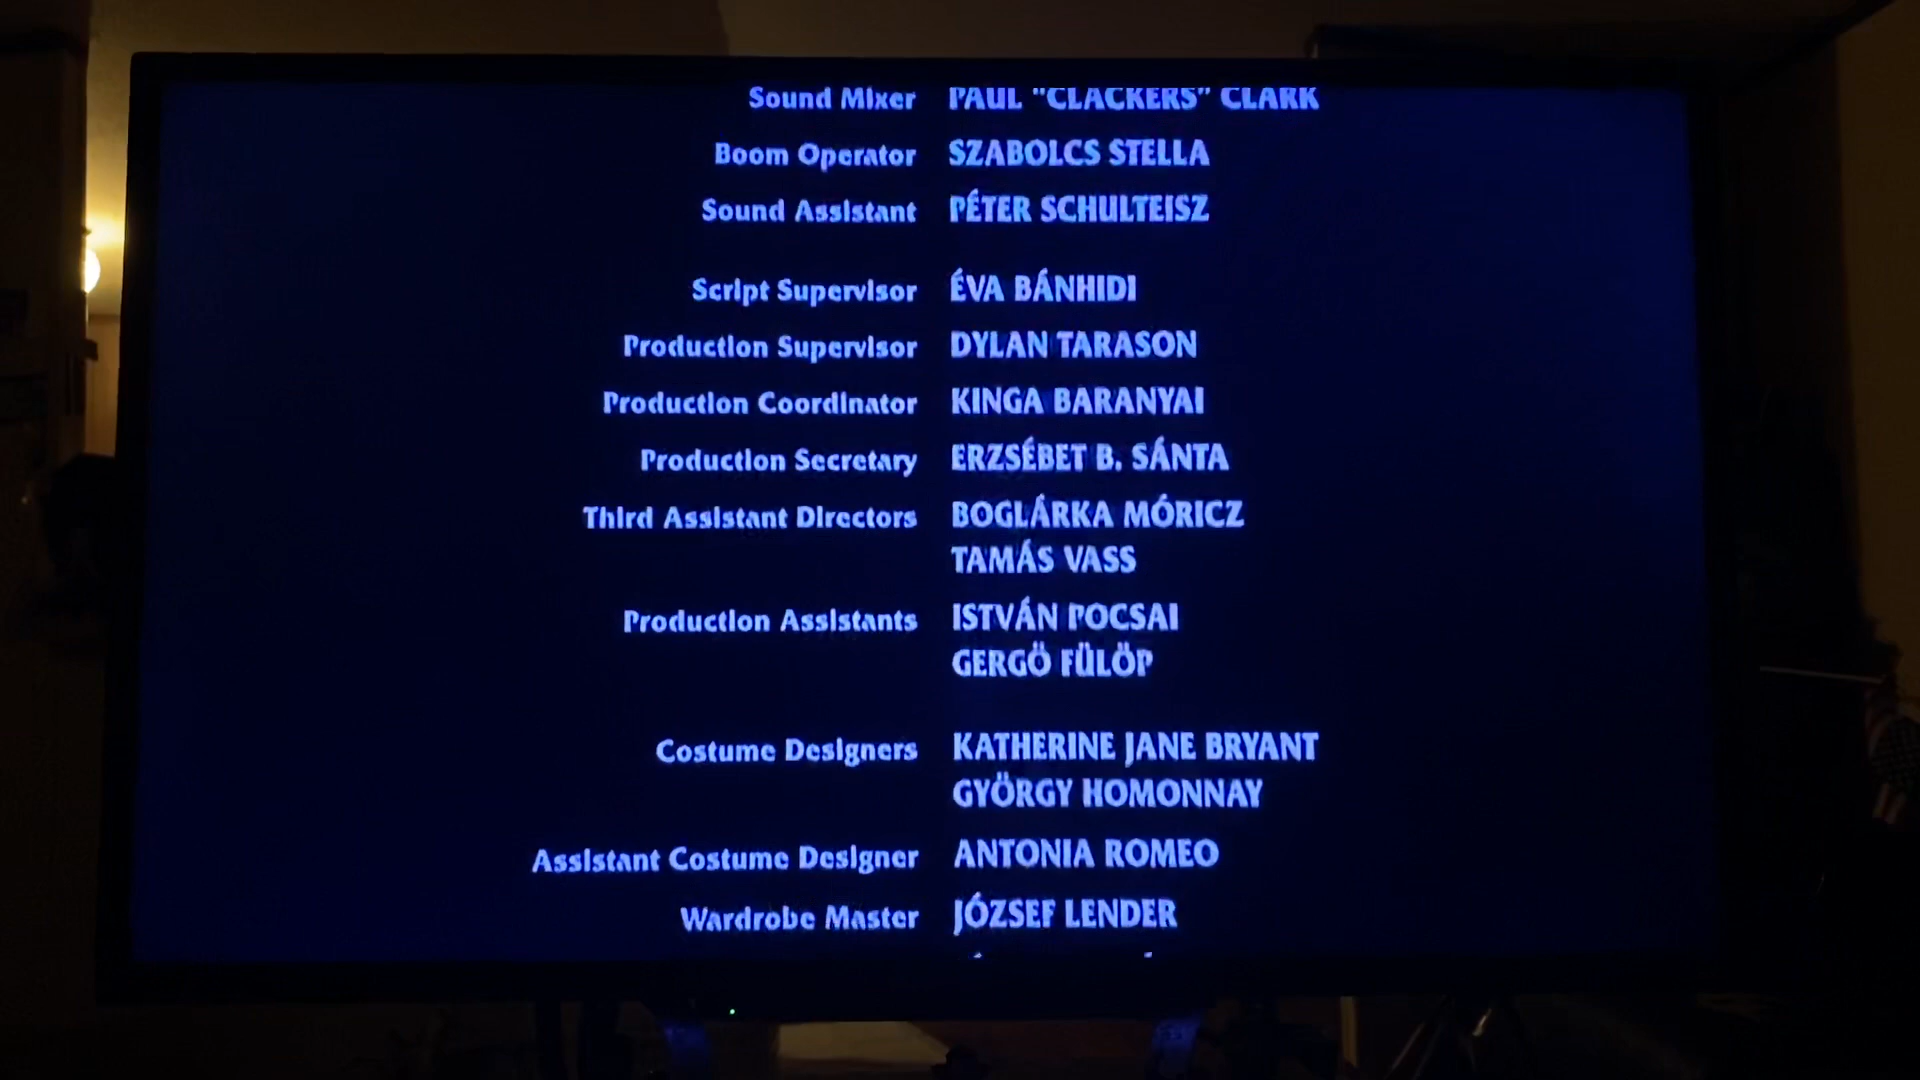 Sound Mixer PAUL "CLACKERS" CLARK
Boom Operator SZABOLCS STELLA
Sound Assistant PÉTER SCHULTEISZ
Script Supervisor ÉVA BÁNHIDI
Production Supervisor DYLAN TARASON
Production Coordinator KINGA BARANYAI
Production Secretary ERZSÉBET B. SÁNTA
Third Assistant Directors BOGLÁRKA MÓRICZ
TAMÁS VASS
Production Assistants ISTVÁN POCSAI
GERGÖ FÜLÖP
Costume Designers KATHERINE JANE BRYANT
GYÖRGY HOMONNAY
Assistant Costume Designer ANTONIA ROMEO
Wardrobe Master JÓZSEF LENDER